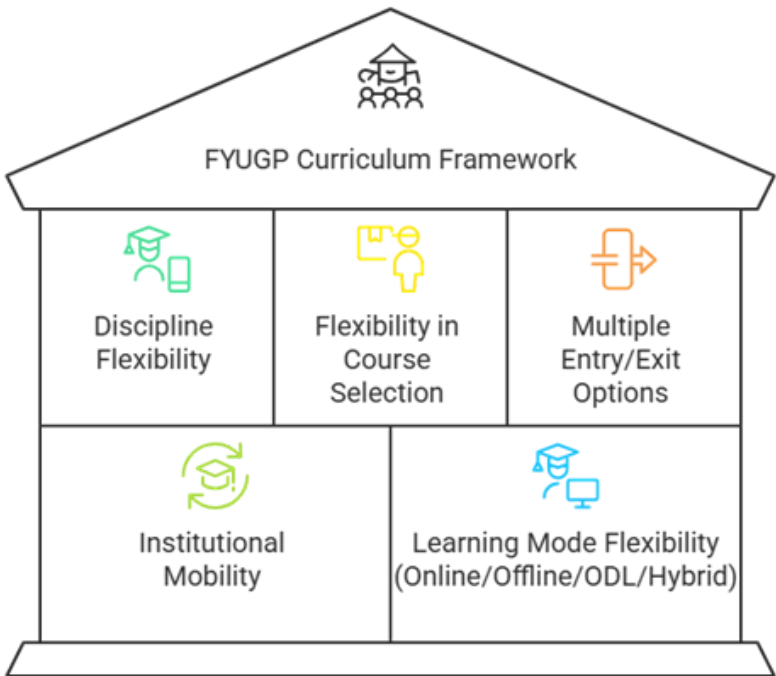 FYUGP Curriculum Framework
Discipline
Flexibility
Flexibility in
Course
Selection
Multiple
Entry/Exit
Options
Institutional
Mobility
Learning Mode Flexibility
(Online/Offline/ODL/Hybrid)